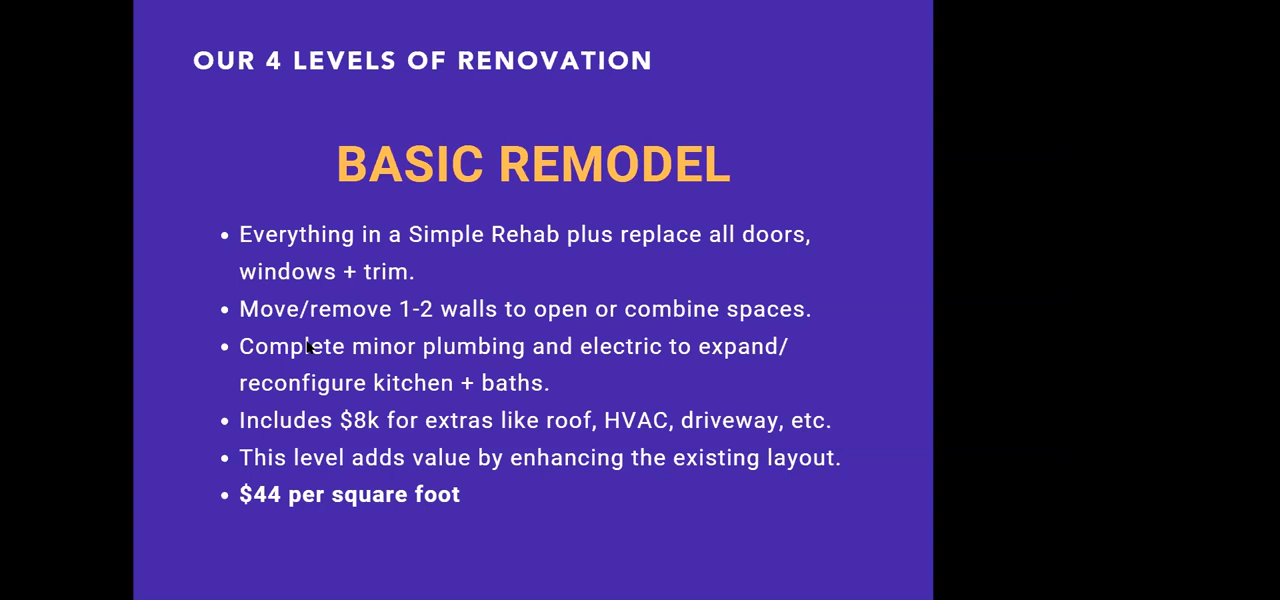 OUR 4 LEVELS OF RENOVATION
BASIC REMODEL
• Everything in a Simple Rehab plus replace all doors,
windows + trim.
• Move/remove 1-2 walls to open or combine spaces.
• Complete minor plumbing and electric to expand/
reconfigure kitchen + baths.
• Includes $8k for extras like roof, HVAC, driveway, etc.
• This level adds value by enhancing the existing layout.
• $44 per square foot